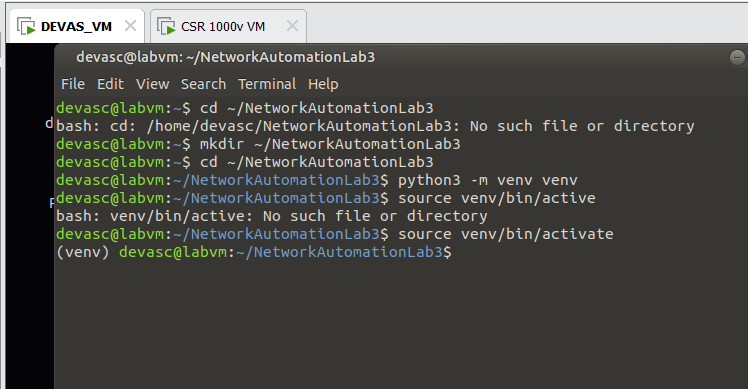 DEVAS_VM
CSR 1000v VM
devasc@labvm: ~/NetworkAutomationLab3
File Edit View Search Terminal Help
devasc@labvm:~$ cd ~/NetworkAutomationLab3
bash: cd: /home/devasc/NetworkAutomationLab3: No such file or directory
devasc@labvm:~$ mkdir ~/NetworkAutomationLab3
devasc@labvm:~$ cd ~/NetworkAutomationLab3
devasc@labvm:~/NetworkAutomationLab3$ python3 -m venv venv
devasc@labvm:~/NetworkAutomationLab3$ source venv/bin/active
bash: venv/bin/active: No such file or directory
devasc@labvm:~/NetworkAutomationLab3$ source venv/bin/activate
(venv) devasc@labvm:~/NetworkAutomationLab3$